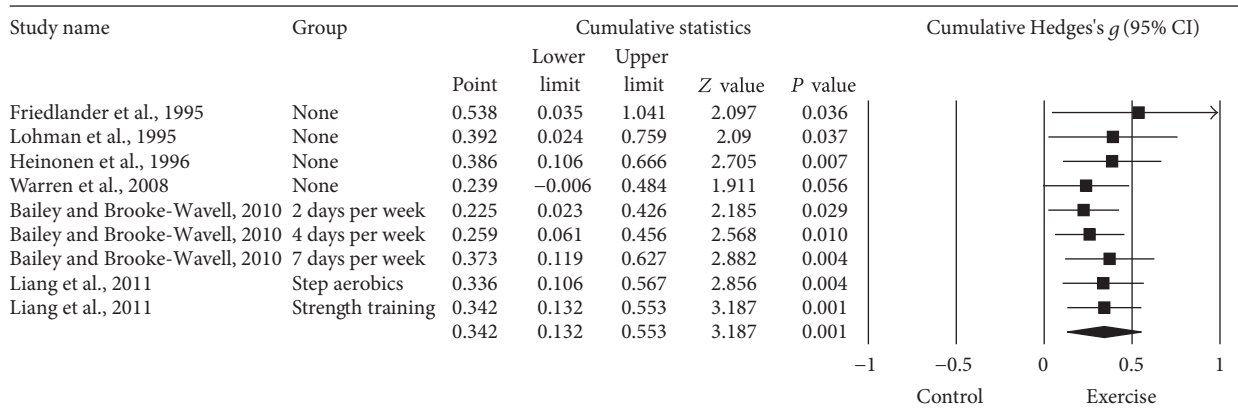 Study name Group Cumulative statistics Cumulative Hedges's g (95% CI)
Lower Upper
Point limit limit Z value P value
Friedlander et al., 1995 None 0.538 0.035 1.041 2.097 0.036
Lohman et al., 1995 None 0.392 0.024 0.759 2.09 0.037
Heinonen et al., 1996 None 0.386 0.106 0.666 2.705 0.007
Warren et al., 2008 None 0.239 −0.006 0.484 1.911 0.056
Bailey and Brooke-Wavell, 2010 2 days per week 0.225 0.023 0.426 2.185 0.029
Bailey and Brooke-Wavell, 2010 4 days per week 0.259 0.061 0.456 2.568 0.010
Bailey and Brooke-Wavell, 2010 7 days per week 0.373 0.119 0.627 2.882 0.004
Liang et al., 2011 Step aerobics 0.336 0.106 0.567 2.856 0.004
Liang et al., 2011 Strength training 0.342 0.132 0.553 3.187 0.001
0.342 0.132 0.553 3.187 0.001
−1 −0.5 0 0.5 1
Control Exercise